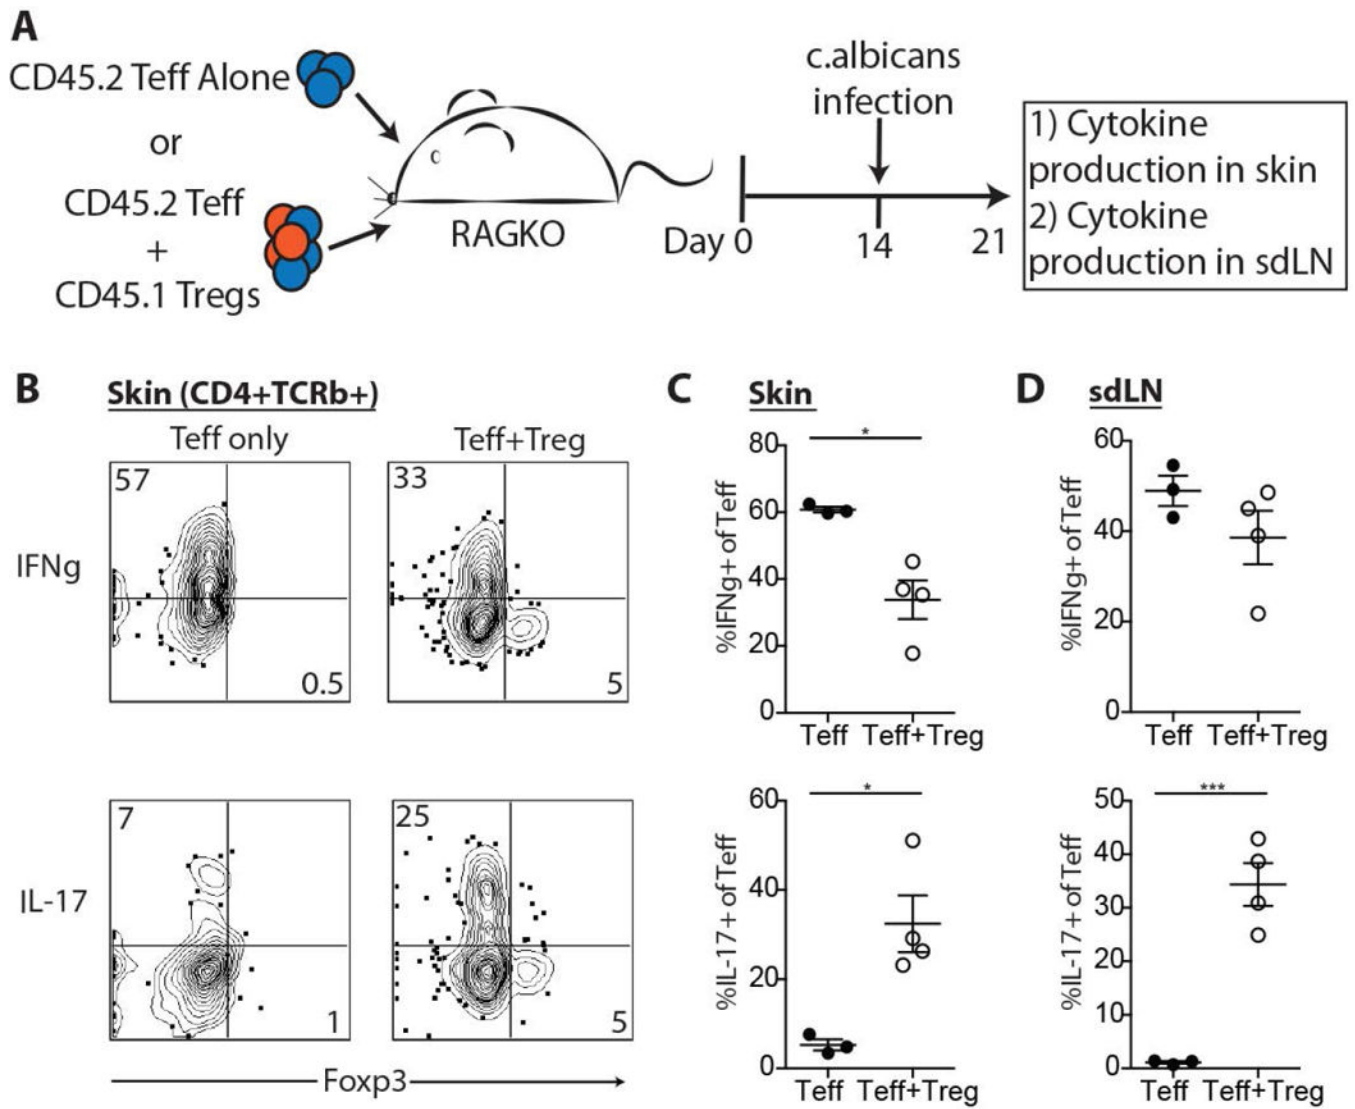 A
CD45.2 Teff Alone
or
CD45.2 Teff
+
CD45.1 Tregs
RAGKO
c.albicans
infection
Day 0
14
21
1) Cytokine
production in skin
2) Cytokine
production in sdLN
B
Skin (CD4+TCRb+)
Teff only
Teff+Treg
IFNg
57
0.5
33
5
IL-17
7
1
25
5
Foxp3
C
Skin
%IFNg+ of Teff
80
60
40
20
0
*
Teff
Teff+Treg
%IL-17+ of Teff
60
40
20
0
*
Teff
Teff+Treg
D
sdLN
%IFNg+ of Teff
60
40
20
0
Teff
Teff+Treg
%IL-17+ of Teff
50
40
30
20
10
0
***
Teff
Teff+Treg